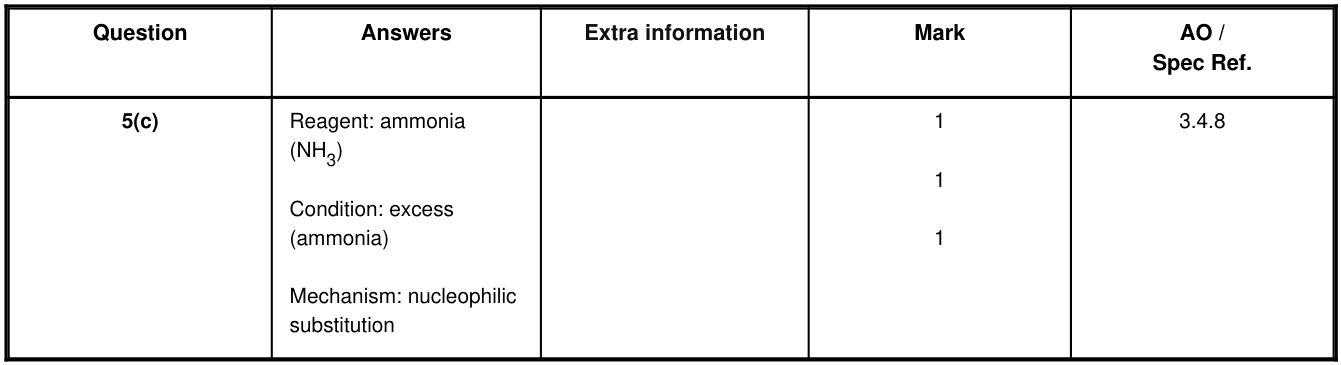 Question Answers Extra information Mark AO /
Spec Ref.
5(c) Reagent: ammonia 1 3.4.8
(NH3)
1
Condition: excess
(ammonia) 1
Mechanism: nucleophilic
substitution